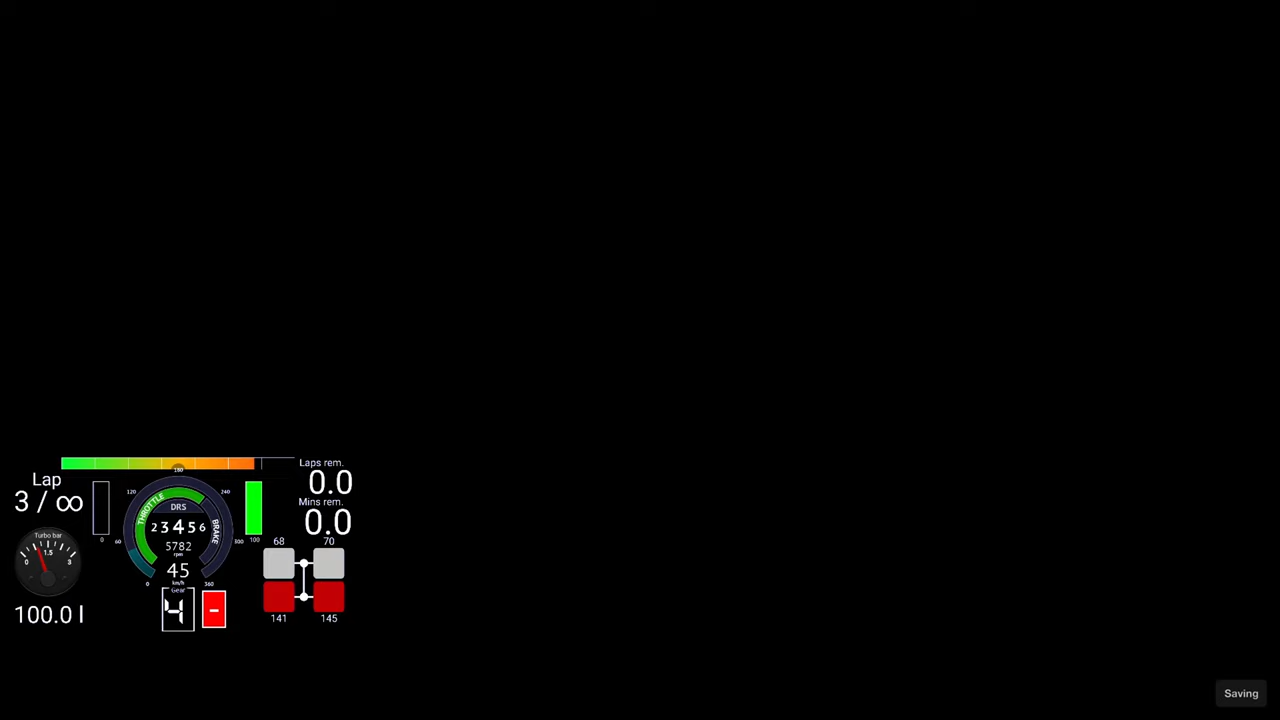 Lap
3 / ∞
180
120
240
THROTTLE
DRS
BRAKE
2 3 4 5 6
5782
rpm
60
300
45
km/h
0
360
0
100
Laps rem.
0.0
Mins rem.
0.0
68
70
141
145
Turbo bar
1.5
0
3
100.0 l
Gear
4
-
Saving